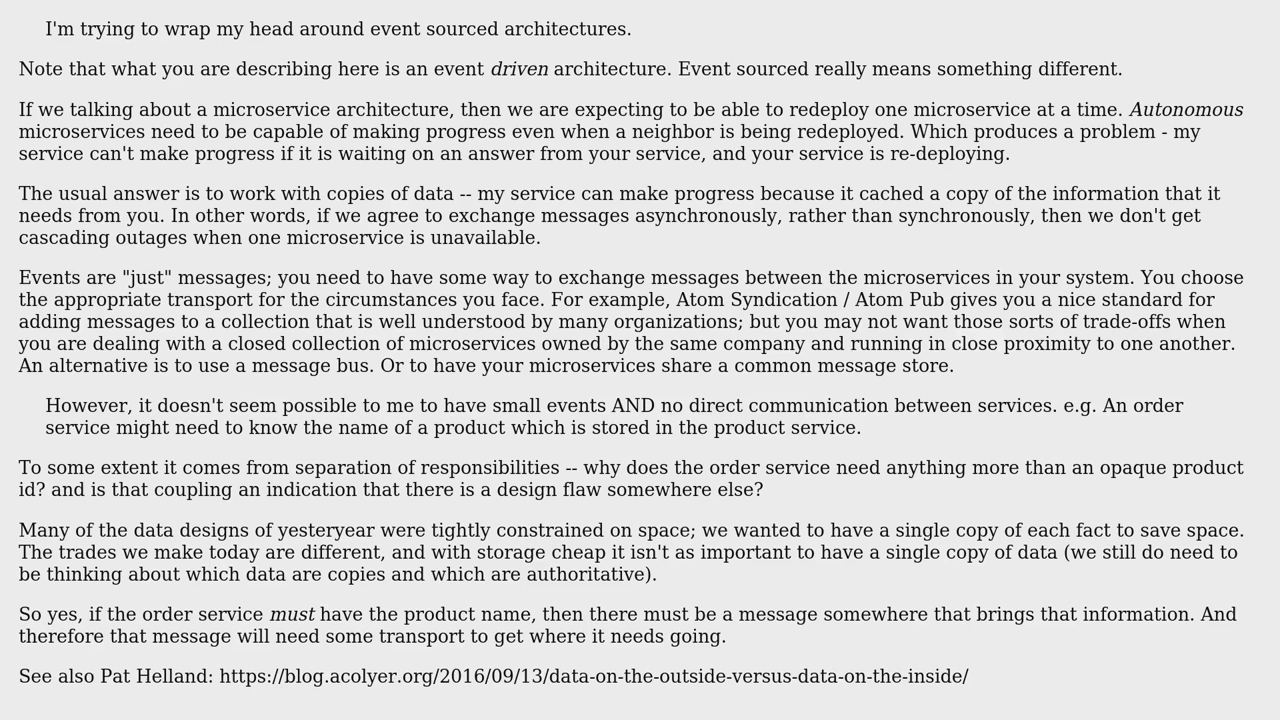 I'm trying to wrap my head around event sourced architectures.
Note that what you are describing here is an event driven architecture. Event sourced really means something different.
If we talking about a microservice architecture, then we are expecting to be able to redeploy one microservice at a time. Autonomous
microservices need to be capable of making progress even when a neighbor is being redeployed. Which produces a problem - my
service can't make progress if it is waiting on an answer from your service, and your service is re-deploying.
The usual answer is to work with copies of data -- my service can make progress because it cached a copy of the information that it
needs from you. In other words, if we agree to exchange messages asynchronously, rather than synchronously, then we don't get
cascading outages when one microservice is unavailable.
Events are "just" messages; you need to have some way to exchange messages between the microservices in your system. You choose
the appropriate transport for the circumstances you face. For example, Atom Syndication / Atom Pub gives you a nice standard for
adding messages to a collection that is well understood by many organizations; but you may not want those sorts of trade-offs when
you are dealing with a closed collection of microservices owned by the same company and running in close proximity to one another.
An alternative is to use a message bus. Or to have your microservices share a common message store.
However, it doesn't seem possible to me to have small events AND no direct communication between services. e.g. An order
service might need to know the name of a product which is stored in the product service.
To some extent it comes from separation of responsibilities -- why does the order service need anything more than an opaque product
id? and is that coupling an indication that there is a design flaw somewhere else?
Many of the data designs of yesteryear were tightly constrained on space; we wanted to have a single copy of each fact to save space.
The trades we make today are different, and with storage cheap it isn't as important to have a single copy of data (we still do need to
be thinking about which data are copies and which are authoritative).
So yes, if the order service must have the product name, then there must be a message somewhere that brings that information. And
therefore that message will need some transport to get where it needs going.
See also Pat Helland: https://blog.acolyer.org/2016/09/13/data-on-the-outside-versus-data-on-the-inside/